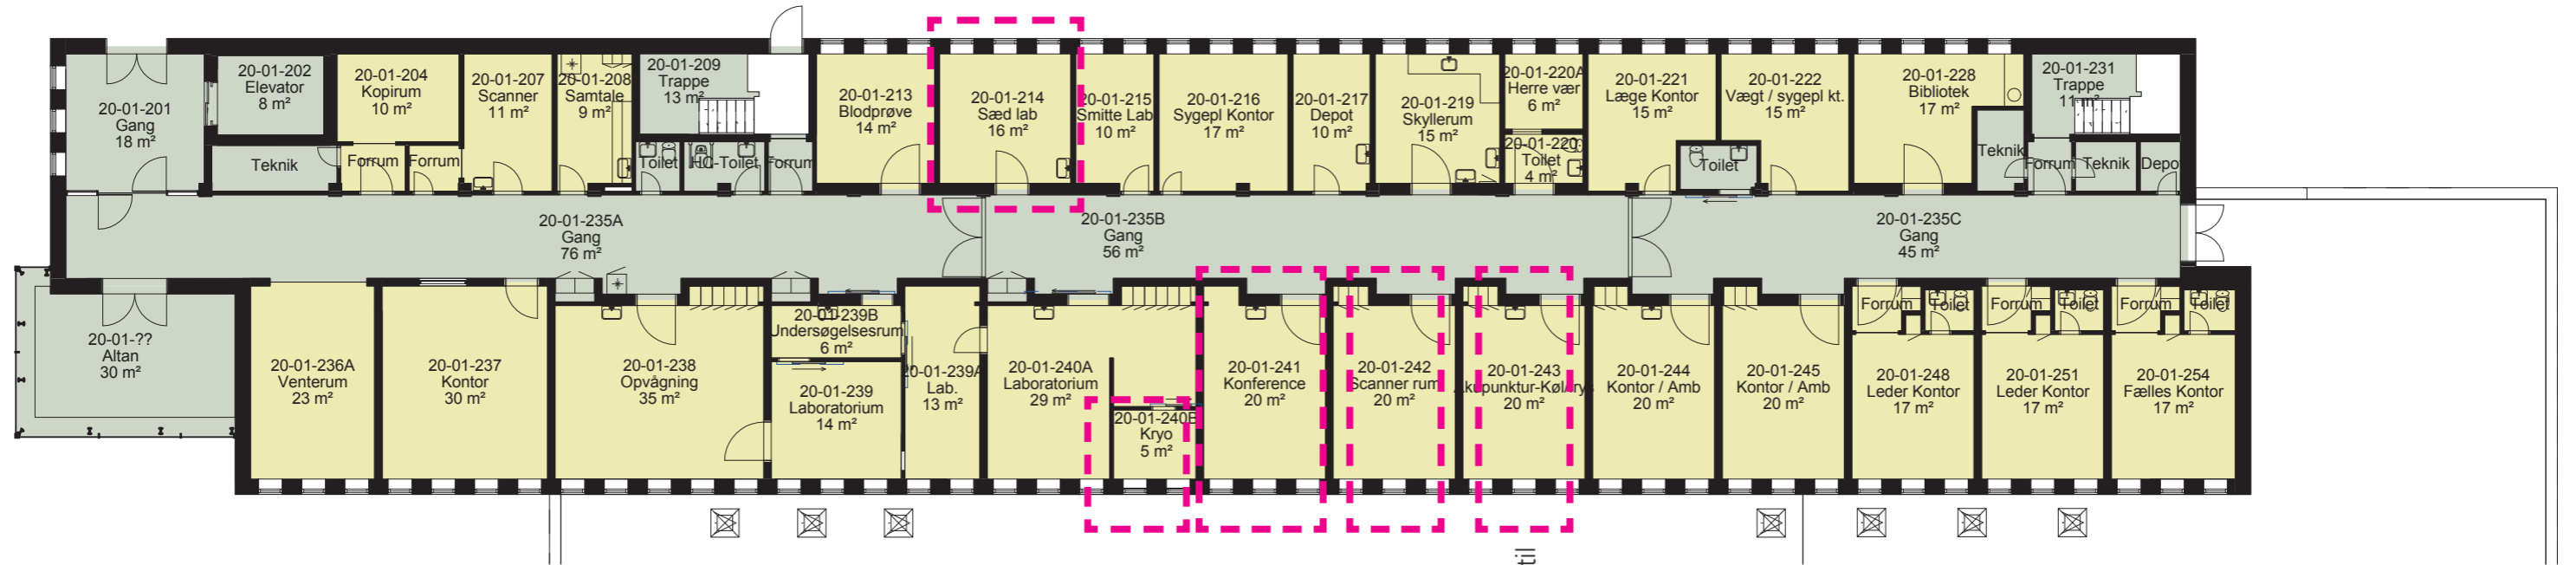 20-01-201
Gang
18 m²
20-01-202
Elevator
8 m²
Teknik
20-01-204
Kopirum
10 m²
Forrum
Forrum
20-01-207
Scanner
11 m²
20-01-208
Samtale
9 m²
20-01-209
Trappe
13 m²
Toilet
HC-Toilet
Forrum
20-01-213
Blodprøve
14 m²
20-01-214
Sæd lab
16 m²
20-01-215
Smitte Lab
10 m²
20-01-216
Sygepl Kontor
17 m²
20-01-217
Depot
10 m²
20-01-219
Skyllerum
15 m²
20-01-220A
Herre vær
6 m²
20-01-220
Toilet
4 m²
20-01-221
Læge Kontor
15 m²
Toilet
20-01-222
Vægt / sygepl kt.
15 m²
20-01-228
Bibliotek
17 m²
Teknik
20-01-231
Trappe
11 m²
Forrum
Teknik
Depo
20-01-235A
Gang
76 m²
20-01-235B
Gang
56 m²
20-01-235C
Gang
45 m²
20-01-??
Altan
30 m²
20-01-236A
Venterum
23 m²
20-01-237
Kontor
30 m²
20-01-238
Opvågning
35 m²
20-01-239B
Undersøgelsesrum
6 m²
20-01-239
Laboratorium
14 m²
20-01-239A
Lab.
13 m²
20-01-240A
Laboratorium
29 m²
20-01-240B
Kryo
5 m²
20-01-241
Konference
20 m²
20-01-242
Scanner rum
20 m²
20-01-243
20 m²
20-01-244
Kontor / Amb
20 m²
20-01-245
Kontor / Amb
20 m²
Forrum
Toilet
20-01-248
Leder Kontor
17 m²
Forrum
Toilet
20-01-251
Leder Kontor
17 m²
Forrum
Toilet
20-01-254
Fælles Kontor
17 m²